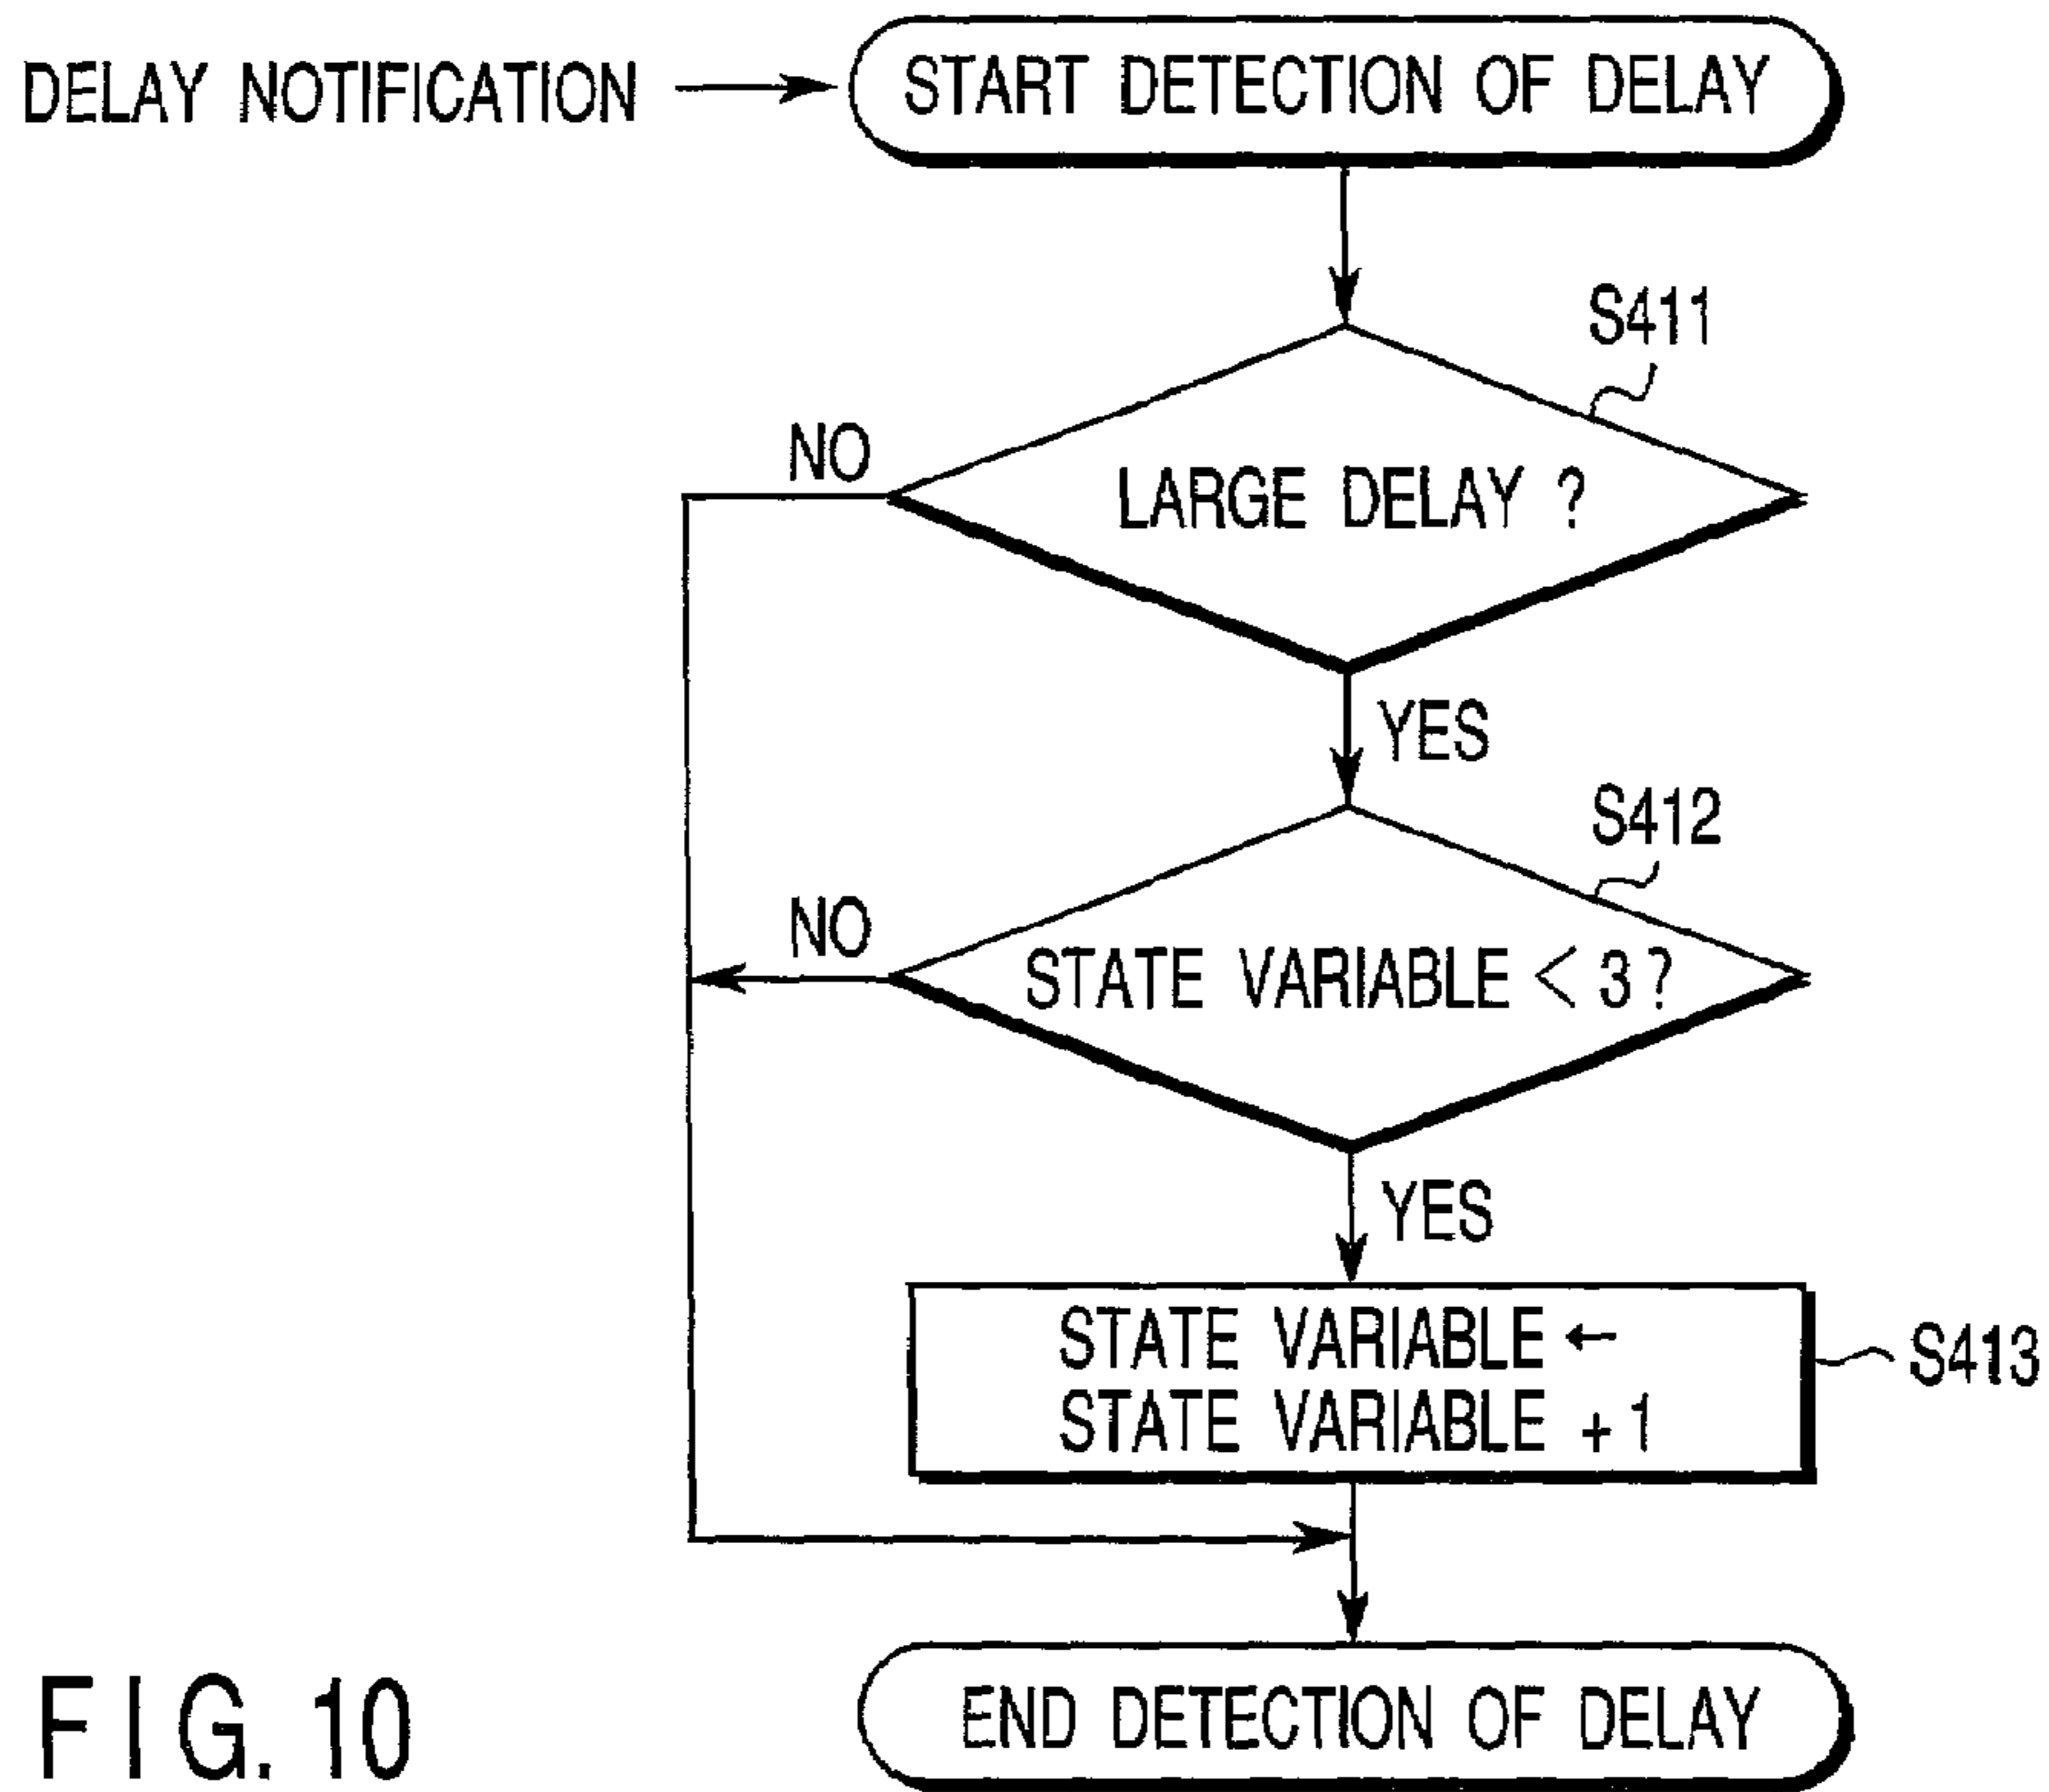 DELAY NOTIFICATION
START DETECTION OF DELAY
S411
NO
LARGE DELAY ?
YES
S412
NO
STATE VARIABLE < 3 ?
YES
STATE VARIABLE ←
STATE VARIABLE + 1
S413
END DETECTION OF DELAY
FIG. 10